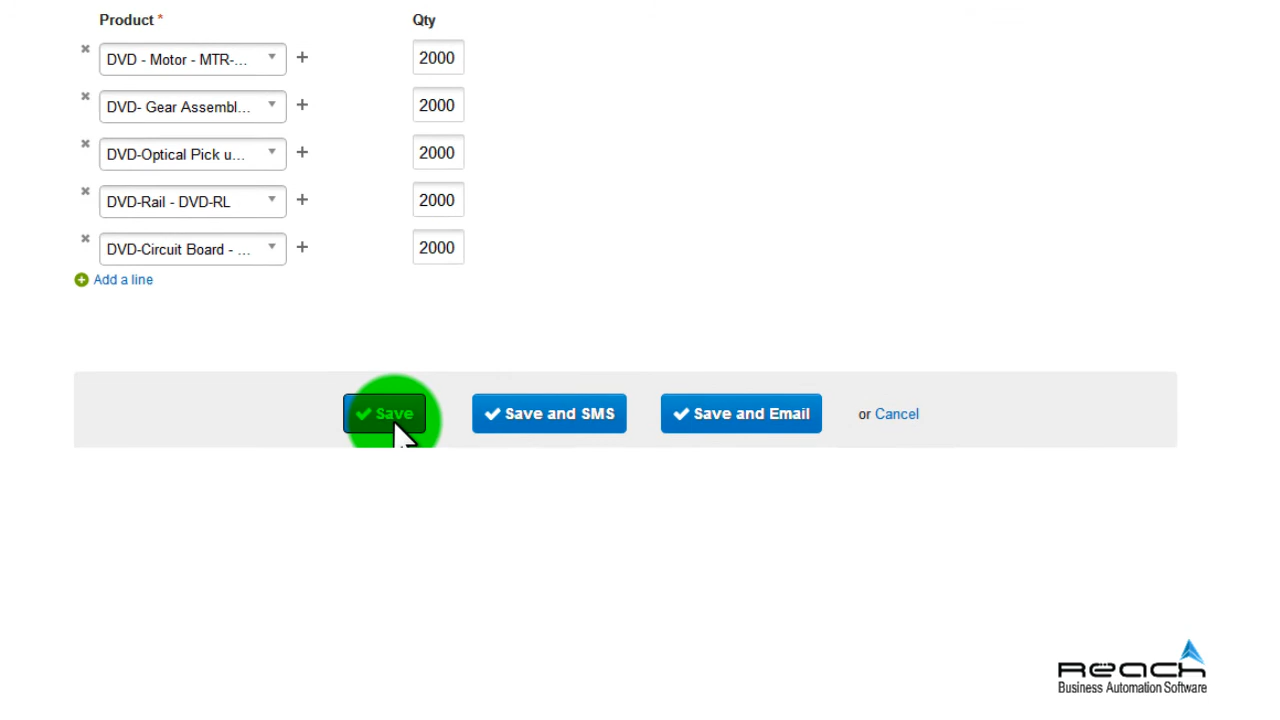 Product * Qty
DVD - Motor - MTR-... 2000
DVD- Gear Assembl... 2000
DVD-Optical Pick u... 2000
DVD-Rail - DVD-RL 2000
DVD-Circuit Board - ... 2000
Add a line
Save Save and SMS Save and Email or Cancel
Reach
Business Automation Software